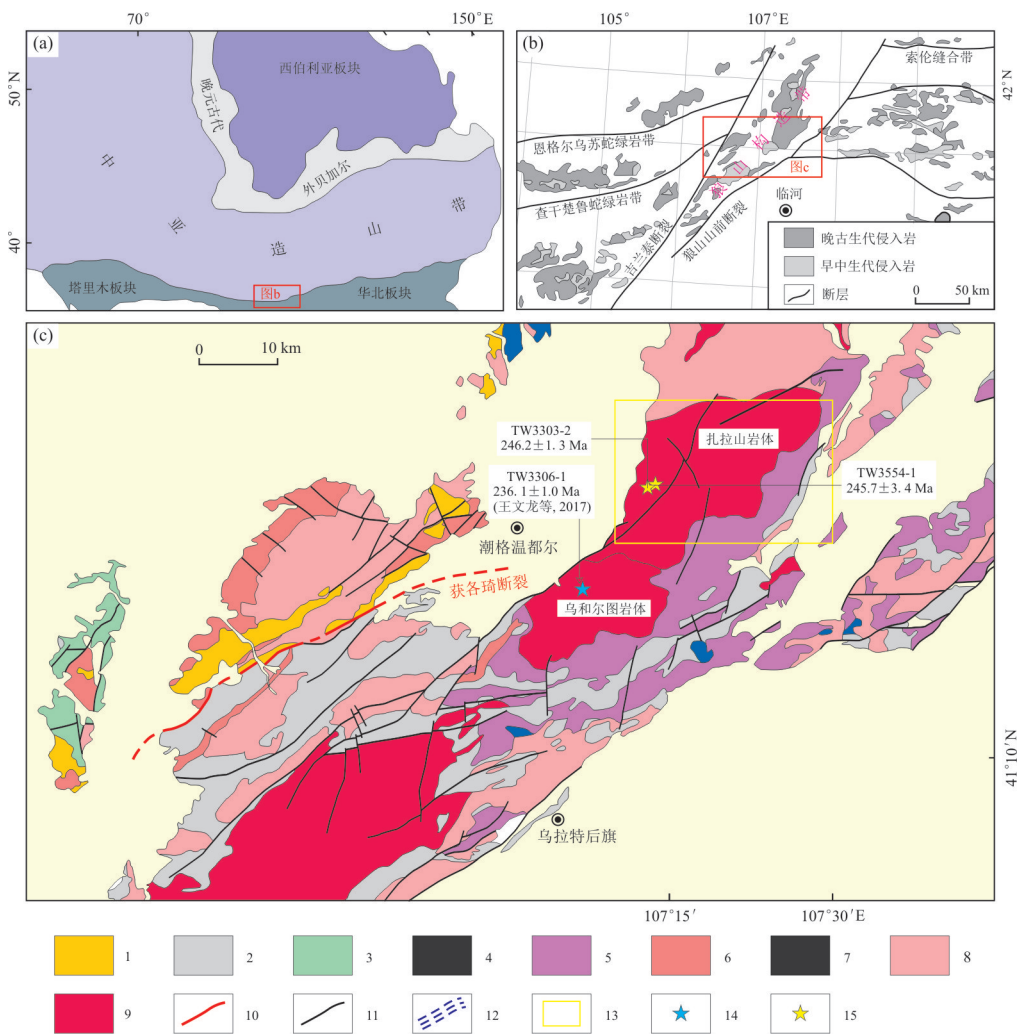 70°
150°E
(a)
50°N
40°
西伯利亚板块
晚元古代
外贝加尔
中亚造山带
塔里木板块
图b
华北板块
105°
107°E
(b)
42°N
索伦缝合带
恩格尔乌苏蛇绿岩带
狼山构造带
图c
查干楚鲁蛇绿岩带
临河
吉兰泰断裂
狼山山前断裂
晚古生代侵入岩
早中生代侵入岩
断层
0 50 km
(c)
0 10 km
TW3303-2
246.2±1.3 Ma
扎拉山岩体
TW3306-1
236.1±1.0 Ma
(王文龙等, 2017)
TW3554-1
245.7±3.4 Ma
潮格温都尔
获各琦断裂
乌和尔图岩体
乌拉特后旗
41°10′N
107°15′
107°30′E
1 2 3 4 5 6 7 8
9 10 11 12 13 14 15